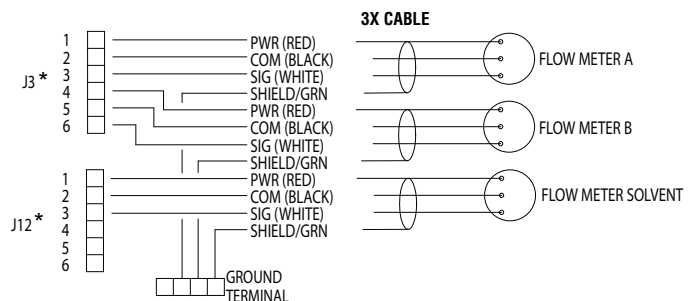 3X CABLE
1 PWR (RED)
2 COM (BLACK)
3 SIG (WHITE)
4 SHIELD/GRN
5 PWR (RED)
6 COM (BLACK)
SIG (WHITE)
SHIELD/GRN
J3*
FLOW METER A
FLOW METER B
1 PWR (RED)
2 COM (BLACK)
3 SIG (WHITE)
4 SHIELD/GRN
5
6
J12*
FLOW METER SOLVENT
GROUND
TERMINAL